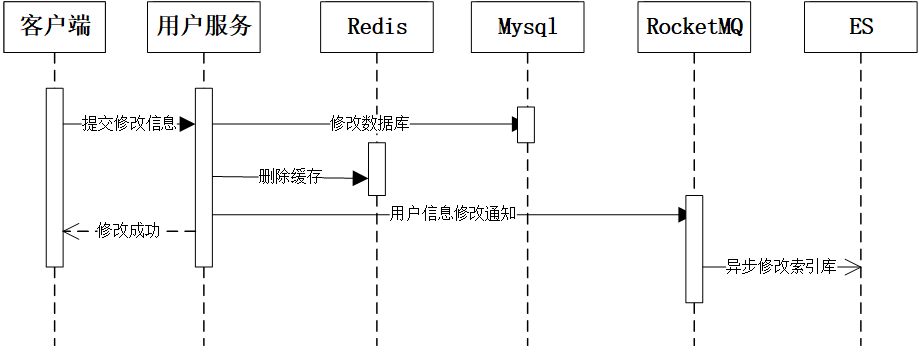 客户端
用户服务
Redis
Mysql
RocketMQ
ES
提交修改信息
修改数据库
删除缓存
用户信息修改通知
修改成功
异步修改索引库